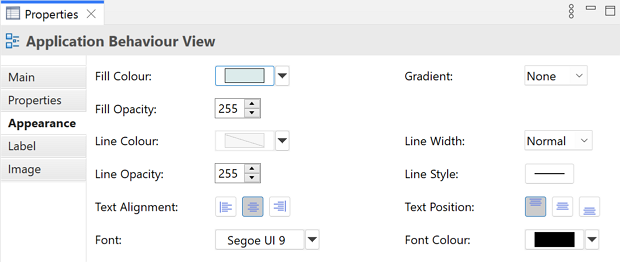 Properties
Application Behaviour View
Main
Properties
Appearance
Label
Image
Fill Colour:
Gradient: None
Fill Opacity: 255
Line Colour:
Line Width: Normal
Line Opacity: 255
Line Style:
Text Alignment:
Text Position:
Font: Segoe UI 9
Font Colour: